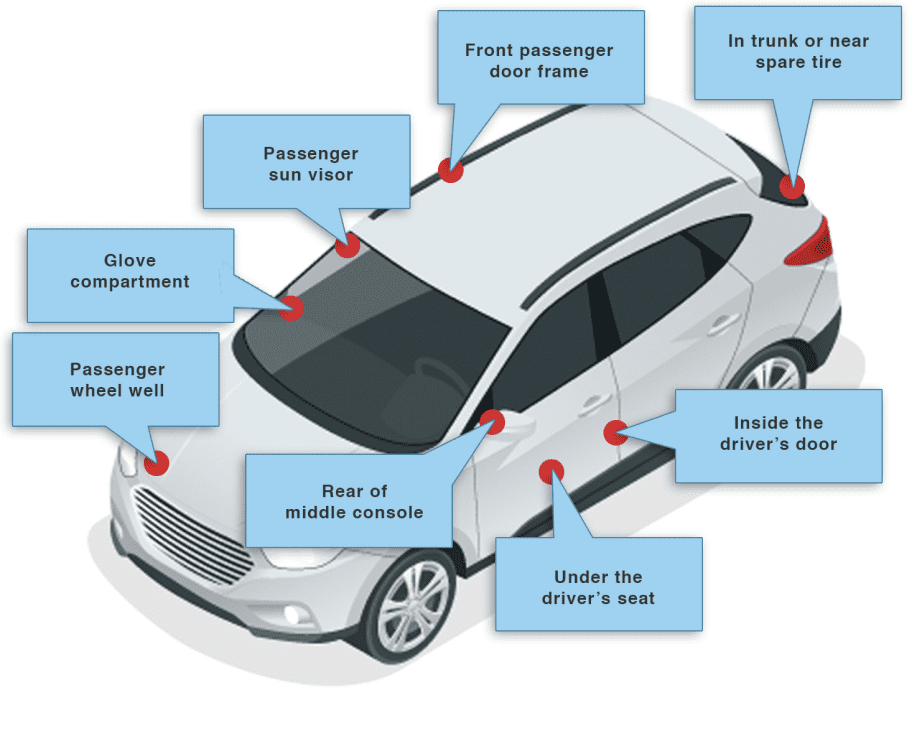 Front passenger
door frame
In trunk or near
spare tire
Passenger
sun visor
Glove
compartment
Passenger
wheel well
Inside the
driver’s door
Rear of
middle console
Under the
driver’s seat